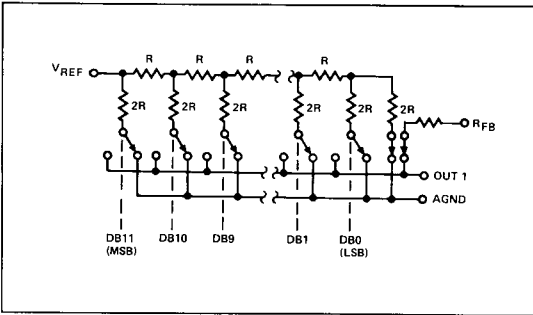 R R R R
VREF
2R 2R 2R 2R 2R 2R
RFB
OUT 1
AGND
DB11 DB10 DB9 DB1 DB0
(MSB) (LSB)